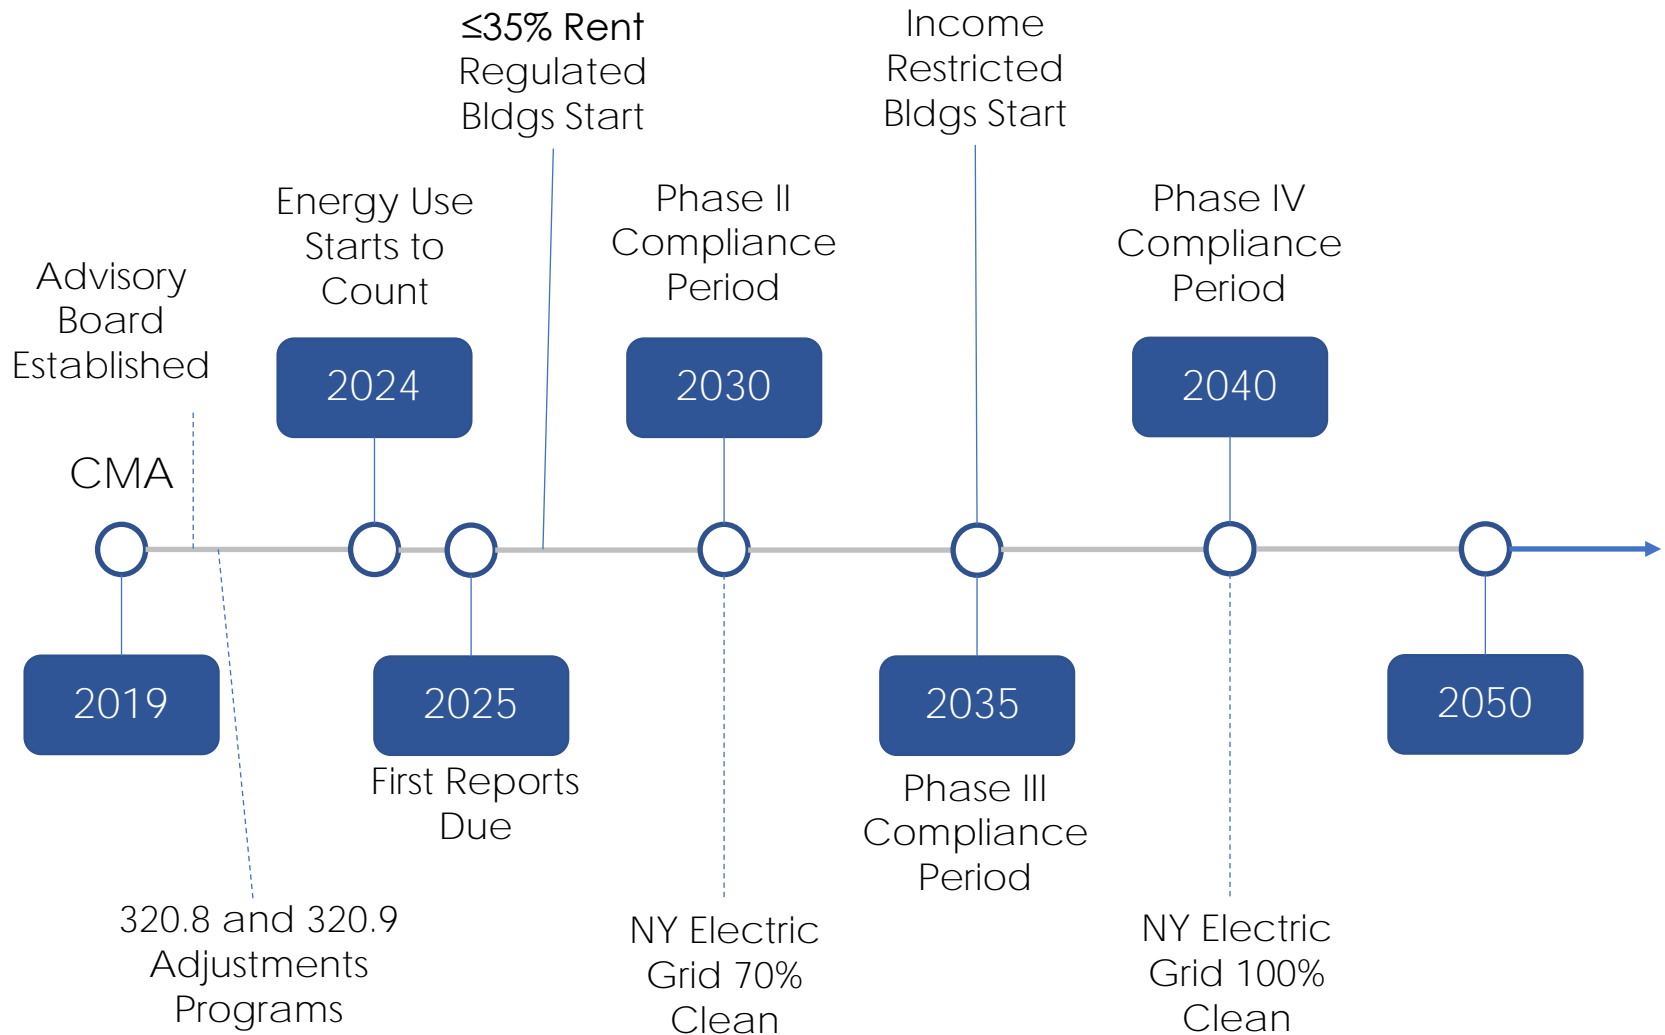 ≤35% Rent
Regulated
Bldgs Start
Income
Restricted
Bldgs Start
Energy Use
Starts to
Count
Phase II
Compliance
Period
Phase IV
Compliance
Period
Advisory
Board
Established
2024
2030
2040
CMA
2019
2025
2035
2050
First Reports
Due
Phase III
Compliance
Period
320.8 and 320.9
Adjustments
Programs
NY Electric
Grid 70%
Clean
NY Electric
Grid 100%
Clean